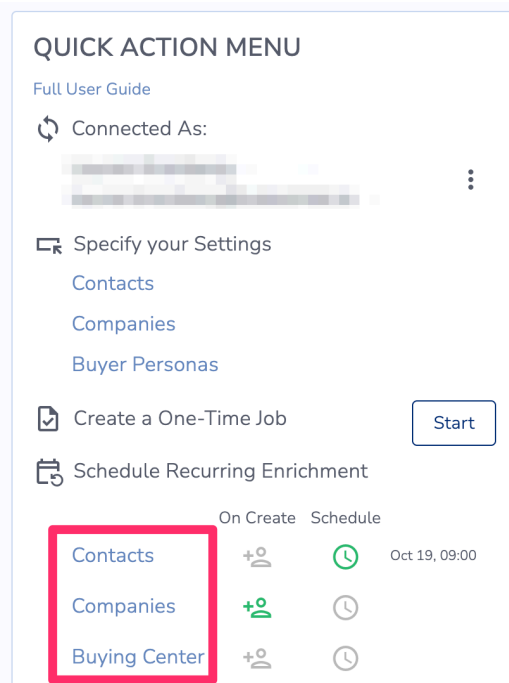 QUICK ACTION MENU
Full User Guide
Connected As:
Specify your Settings
Contacts
Companies
Buyer Personas
Create a One-Time Job
Start
Schedule Recurring Enrichment
On Create Schedule
Contacts Oct 19, 09:00
Companies
Buying Center